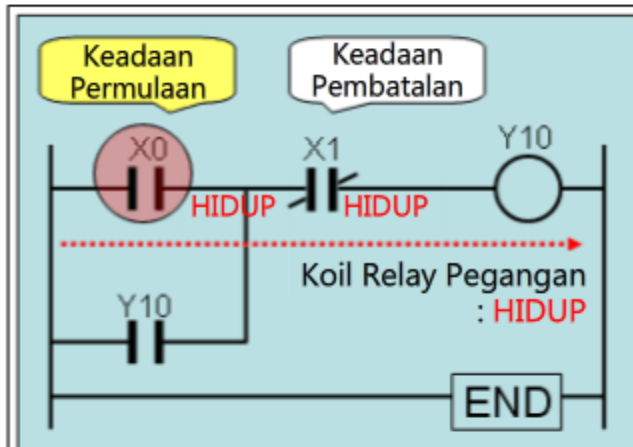 Keadaan
Permulaan
Keadaan
Pembatalan
X0
X1
Y10
HIDUP
HIDUP
Koil Relay Pegangan
: HIDUP
Y10
END